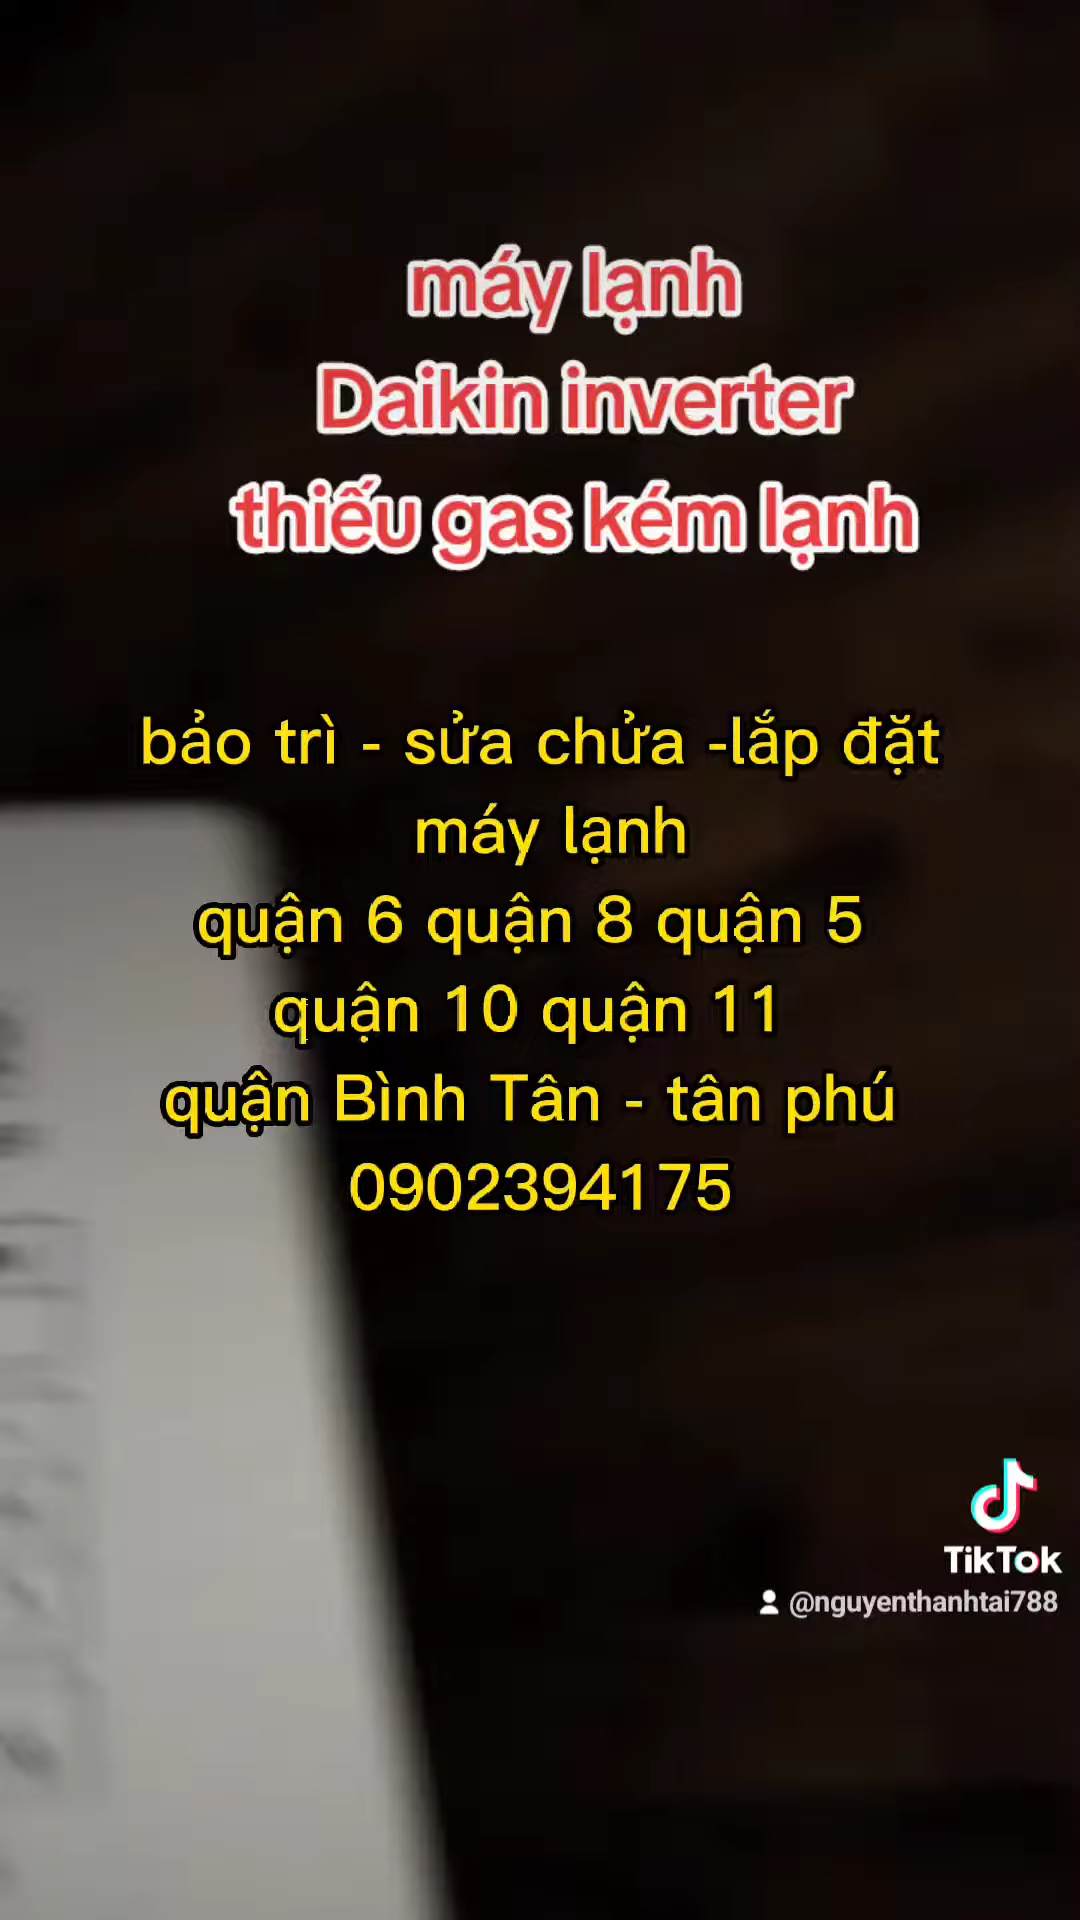 máy lạnh
Daikin inverter
thiếu gas kém lạnh
bảo trì - sửa chửa -lắp đặt
máy lạnh
quận 6 quận 8 quận 5
quận 10 quận 11
quận Bình Tân - tân phú
0902394175
TikTok
@nguyenthanhtai788